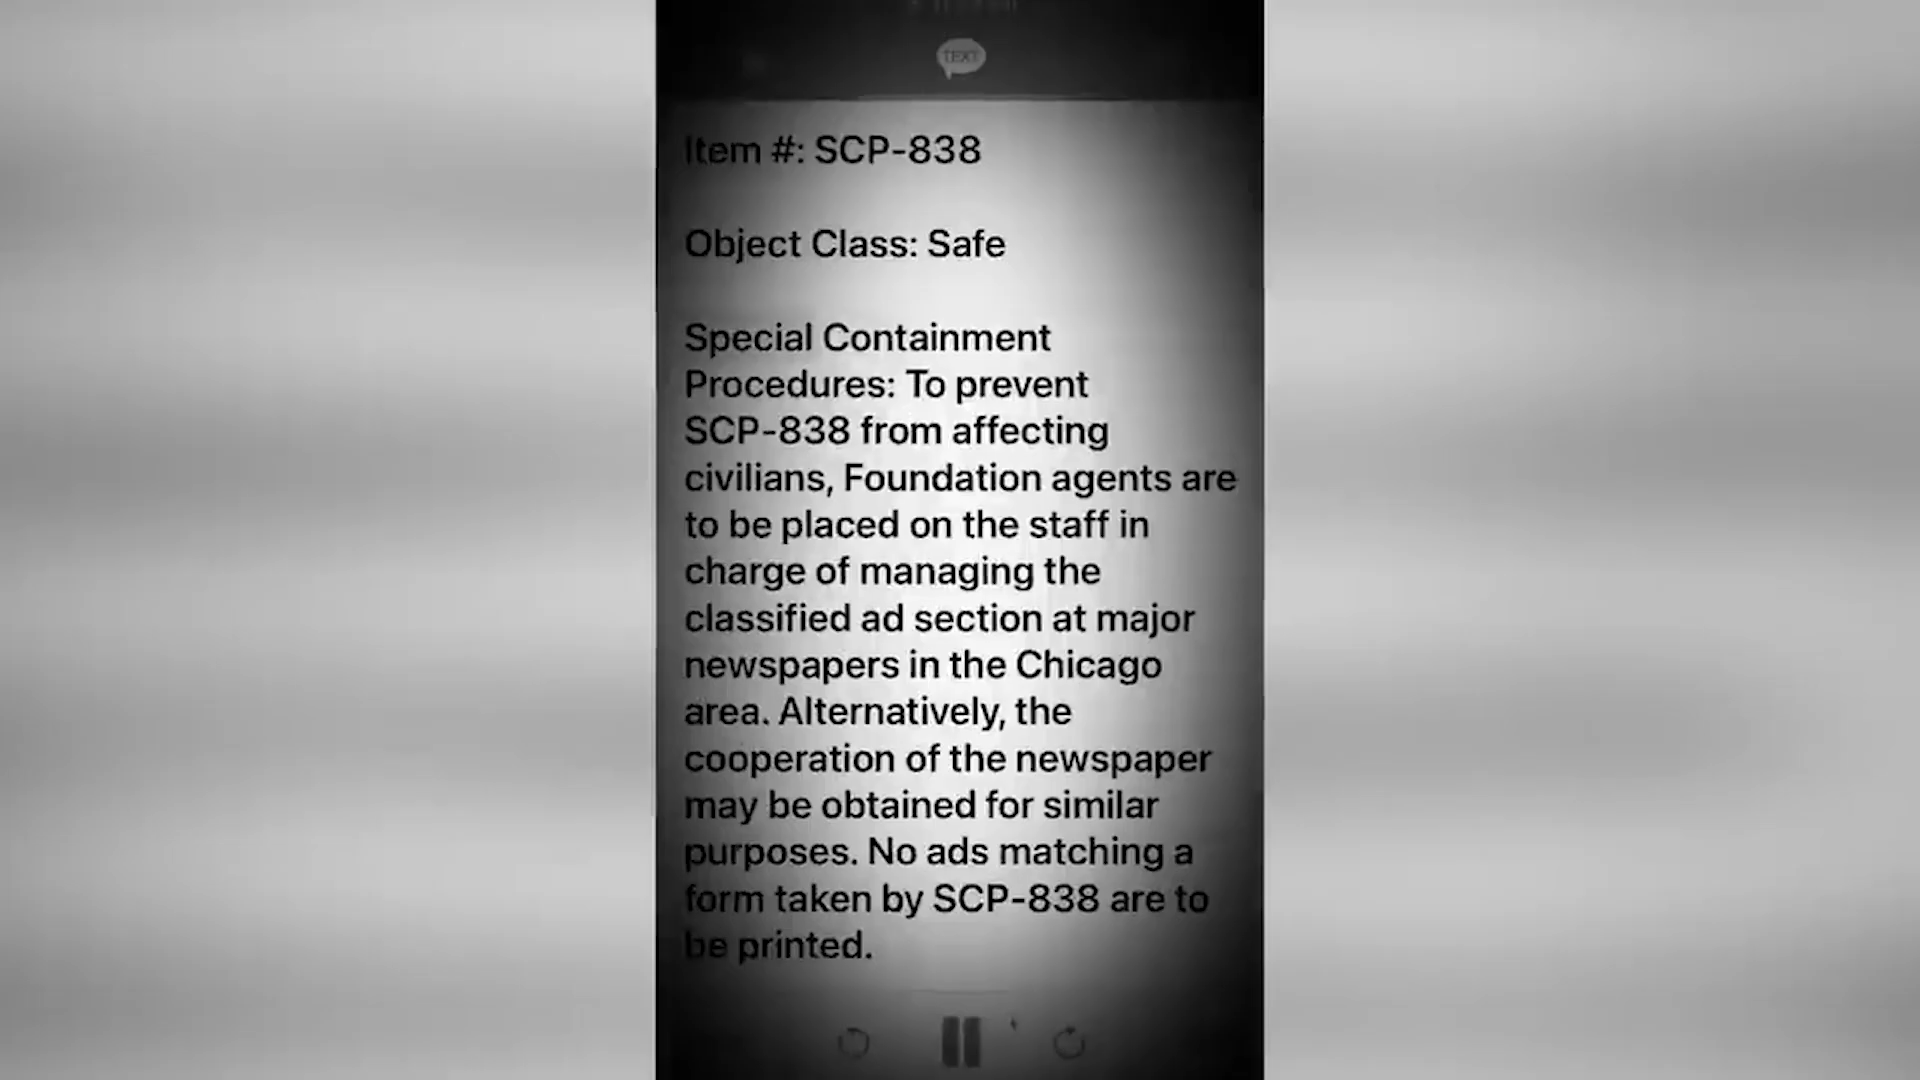 TEXT
Item #: SCP-838
Object Class: Safe
Special Containment
Procedures: To prevent
SCP-838 from affecting
civilians, Foundation agents are
to be placed on the staff in
charge of managing the
classified ad section at major
newspapers in the Chicago
area. Alternatively, the
cooperation of the newspaper
may be obtained for similar
purposes. No ads matching a
form taken by SCP-838 are to
be printed.